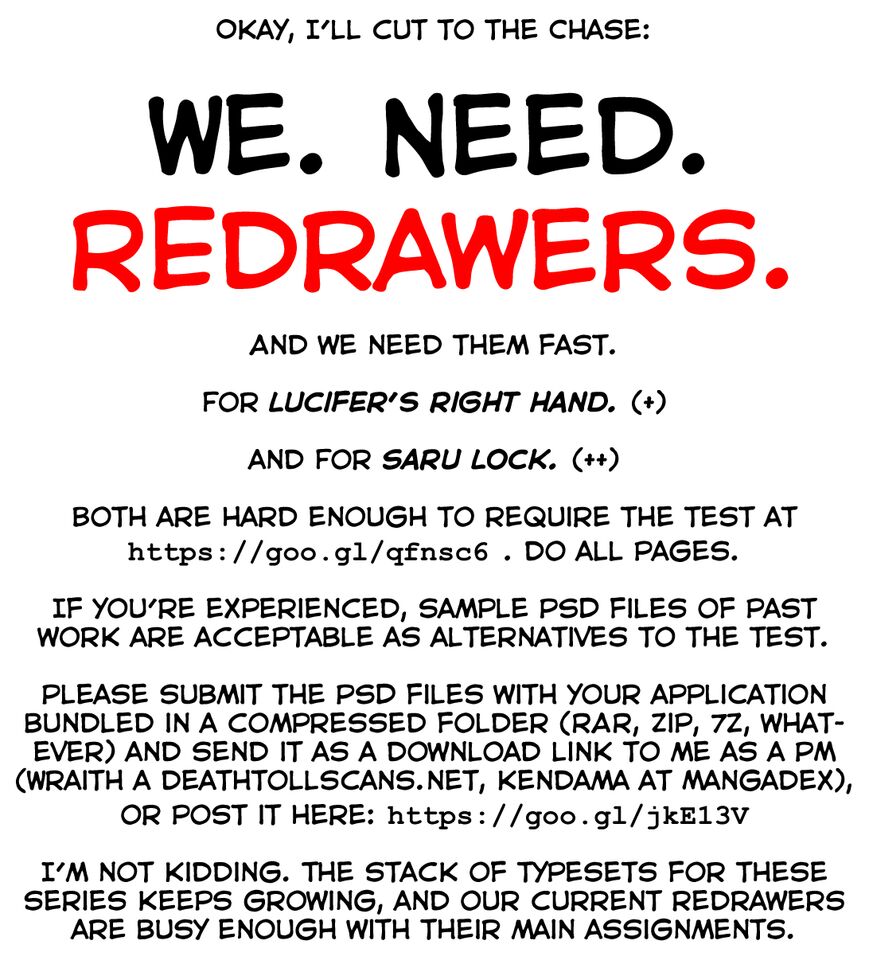 OKAY, I'LL CUT TO THE CHASE:
WE. NEED.
REDRAWERS.
AND WE NEED THEM FAST.
FOR LUCIFER'S RIGHT HAND. (+)
AND FOR SARU LOCK. (++)
BOTH ARE HARD ENOUGH TO REQUIRE THE TEST AT
https://goo.gl/qfnsc6 . DO ALL PAGES.
IF YOU'RE EXPERIENCED, SAMPLE PSD FILES OF PAST
WORK ARE ACCEPTABLE AS ALTERNATIVES TO THE TEST.
PLEASE SUBMIT THE PSD FILES WITH YOUR APPLICATION
BUNDLED IN A COMPRESSED FOLDER (RAR, ZIP, 7Z, WHAT-
EVER) AND SEND IT AS A DOWNLOAD LINK TO ME AS A PM
(WRAITH A DEATHTOLLSCANS.NET, KENDAMA AT MANGADEX),
OR POST IT HERE: https://goo.gl/jkE13V
I'M NOT KIDDING. THE STACK OF TYPESETS FOR THESE
SERIES KEEPS GROWING, AND OUR CURRENT REDRAWERS
ARE BUSY ENOUGH WITH THEIR MAIN ASSIGNMENTS.